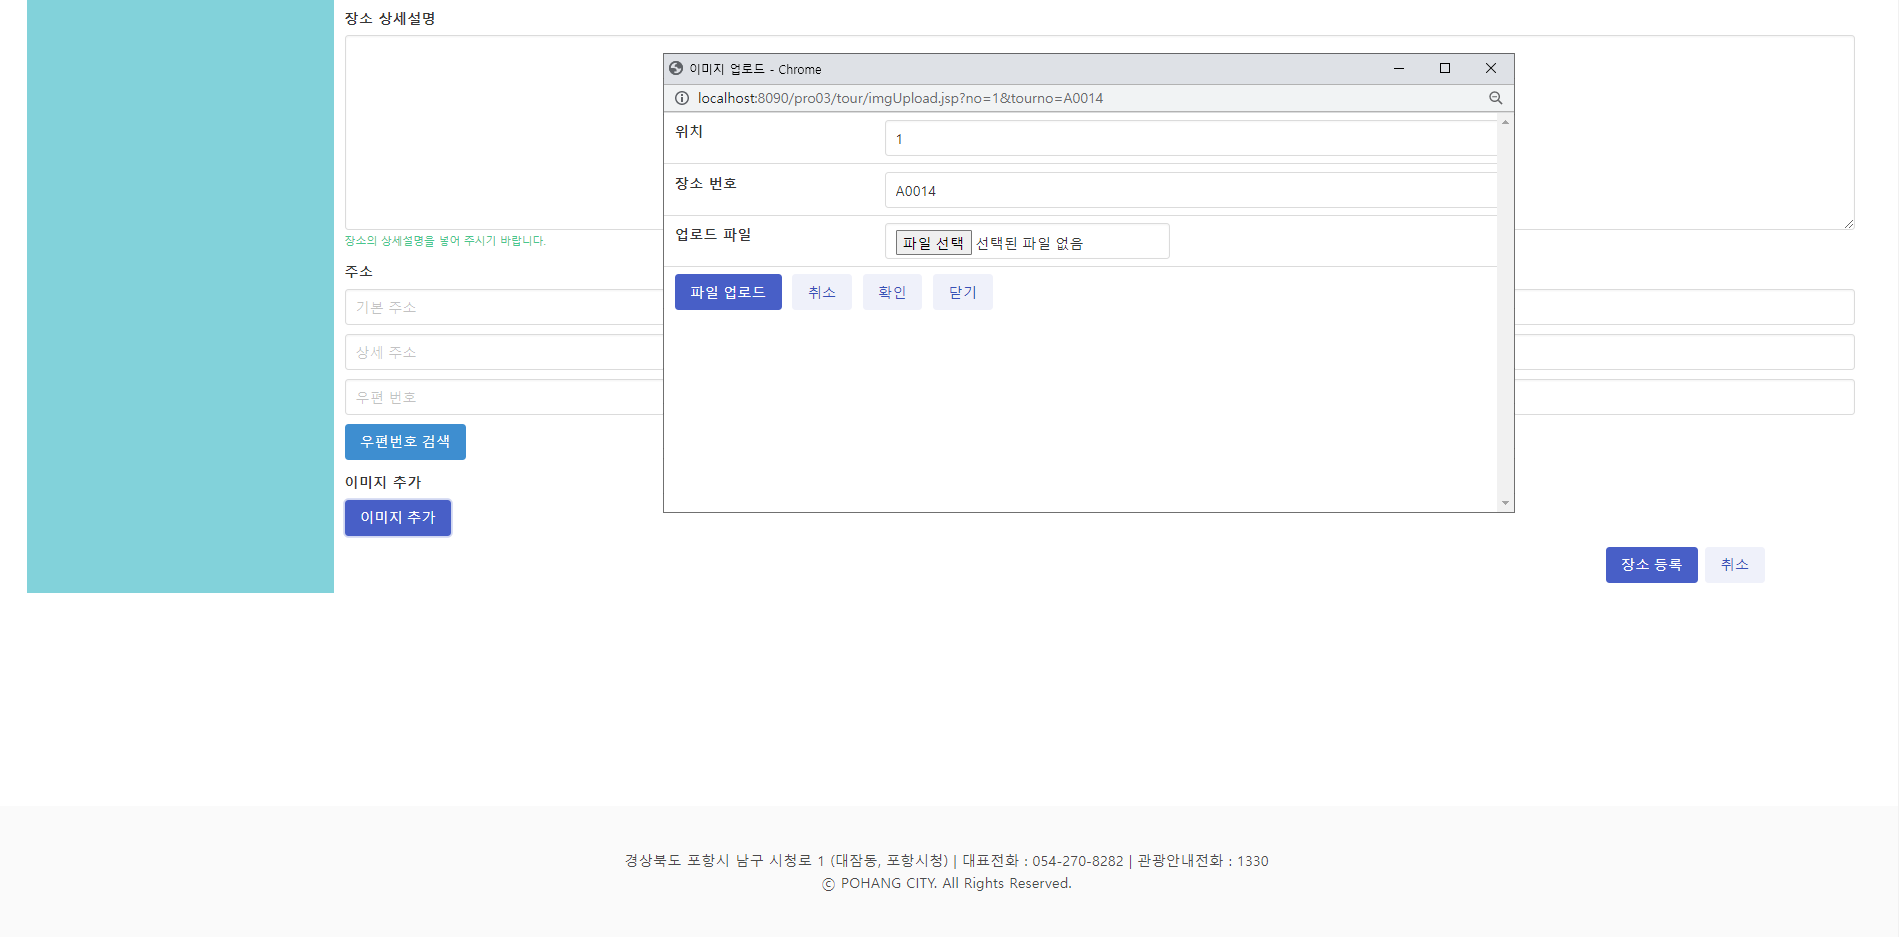 장소 상세설명
장소의 상세설명을 넣어 주시기 바랍니다.
주소
기본 주소
상세 주소
우편 번호
우편번호 검색
이미지 추가
이미지 추가
이미지 업로드 - Chrome
localhost:8090/pro03/tour/imgUpload.jsp?no=1&tourno=A0014
위치
1
장소 번호
A0014
업로드 파일
파일 선택 선택된 파일 없음
파일 업로드 취소 확인 닫기
장소 등록 취소
경상북도 포항시 남구 시청로 1 (대잠동, 포항시청) | 대표전화 : 054-270-8282 | 관광안내전화 : 1330
ⓒ POHANG CITY. All Rights Reserved.